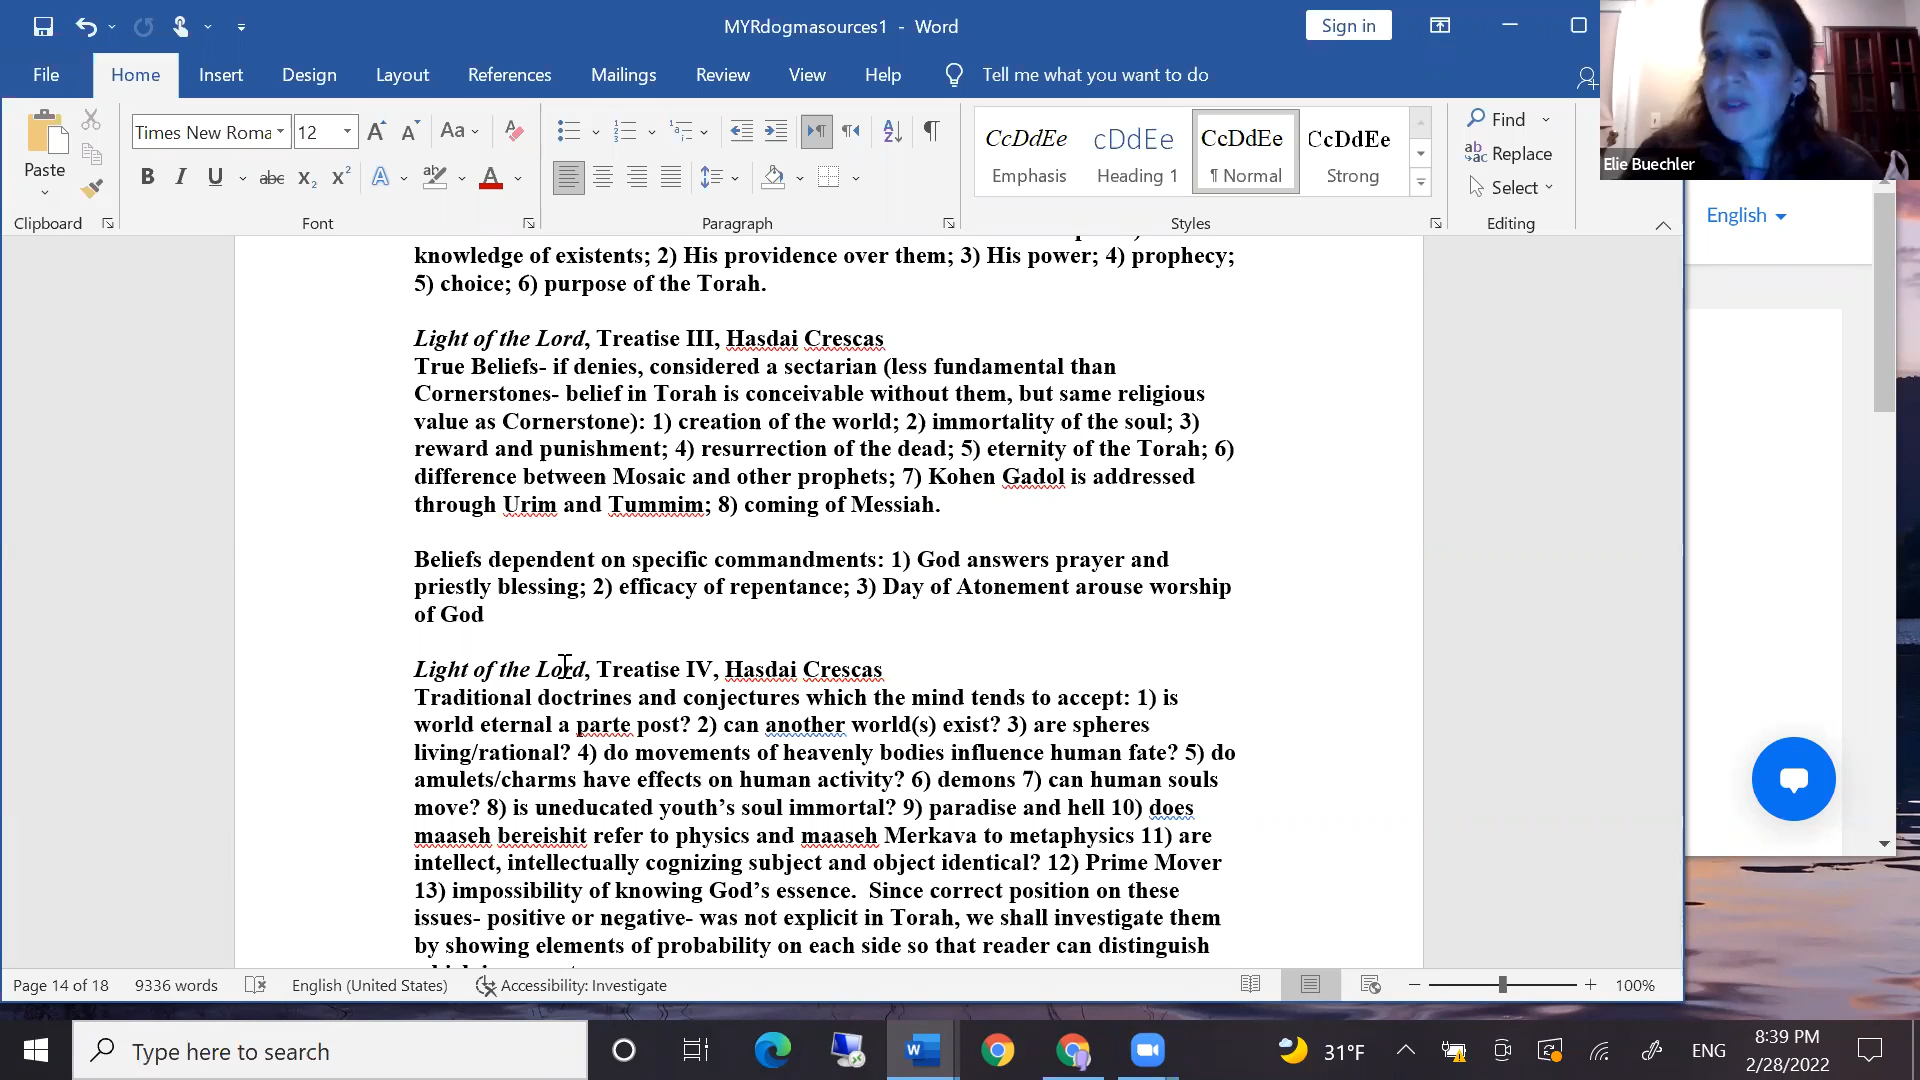 MYRdogmasources1 - Word
Sign in
File Home Insert Design Layout References Mailings Review View Help Tell me what you want to do
Paste
Clipboard
Times New Roma 12
Aa
B I U abc X₂ X² A A
Font
Paragraph
CcDdEe CcDdEe CcDdEe CcDdEe
Emphasis Heading 1 ¶ Normal Strong
Styles
Find
Replace
Select
Editing
Elie Buechler
English
knowledge of existents; 2) His providence over them; 3) His power; 4) prophecy;
5) choice; 6) purpose of the Torah.
Light of the Lord, Treatise III, Hasdai Crescas
True Beliefs- if denies, considered a sectarian (less fundamental than
Cornerstones- belief in Torah is conceivable without them, but same religious
value as Cornerstone): 1) creation of the world; 2) immortality of the soul; 3)
reward and punishment; 4) resurrection of the dead; 5) eternity of the Torah; 6)
difference between Mosaic and other prophets; 7) Kohen Gadol is addressed
through Urim and Tummim; 8) coming of Messiah.
Beliefs dependent on specific commandments: 1) God answers prayer and
priestly blessing; 2) efficacy of repentance; 3) Day of Atonement arouse worship
of God
Light of the Lord, Treatise IV, Hasdai Crescas
Traditional doctrines and conjectures which the mind tends to accept: 1) is
world eternal a parte post? 2) can another world(s) exist? 3) are spheres
living/rational? 4) do movements of heavenly bodies influence human fate? 5) do
amulets/charms have effects on human activity? 6) demons 7) can human souls
move? 8) is uneducated youth's soul immortal? 9) paradise and hell 10) does
maaseh bereishit refer to physics and maaseh Merkava to metaphysics 11) are
intellect, intellectually cognizing subject and object identical? 12) Prime Mover
13) impossibility of knowing God's essence. Since correct position on these
issues- positive or negative- was not explicit in Torah, we shall investigate them
by showing elements of probability on each side so that reader can distinguish
Page 14 of 18 9336 words English (United States) Accessibility: Investigate 100%
Type here to search
31°F
ENG
8:39 PM
2/28/2022